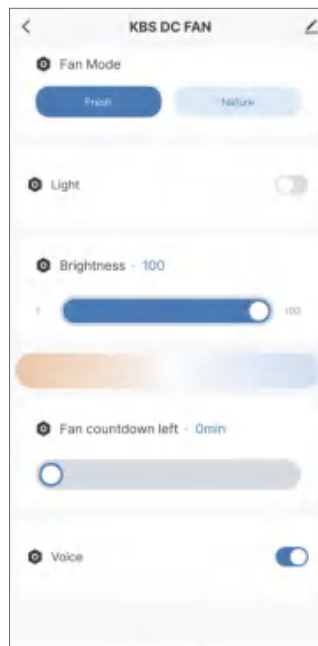 KBS DC FAN
Fan Mode
Fresh Nature
Light
Brightness - 100
1 100
Fan countdown left - 0min
Voice